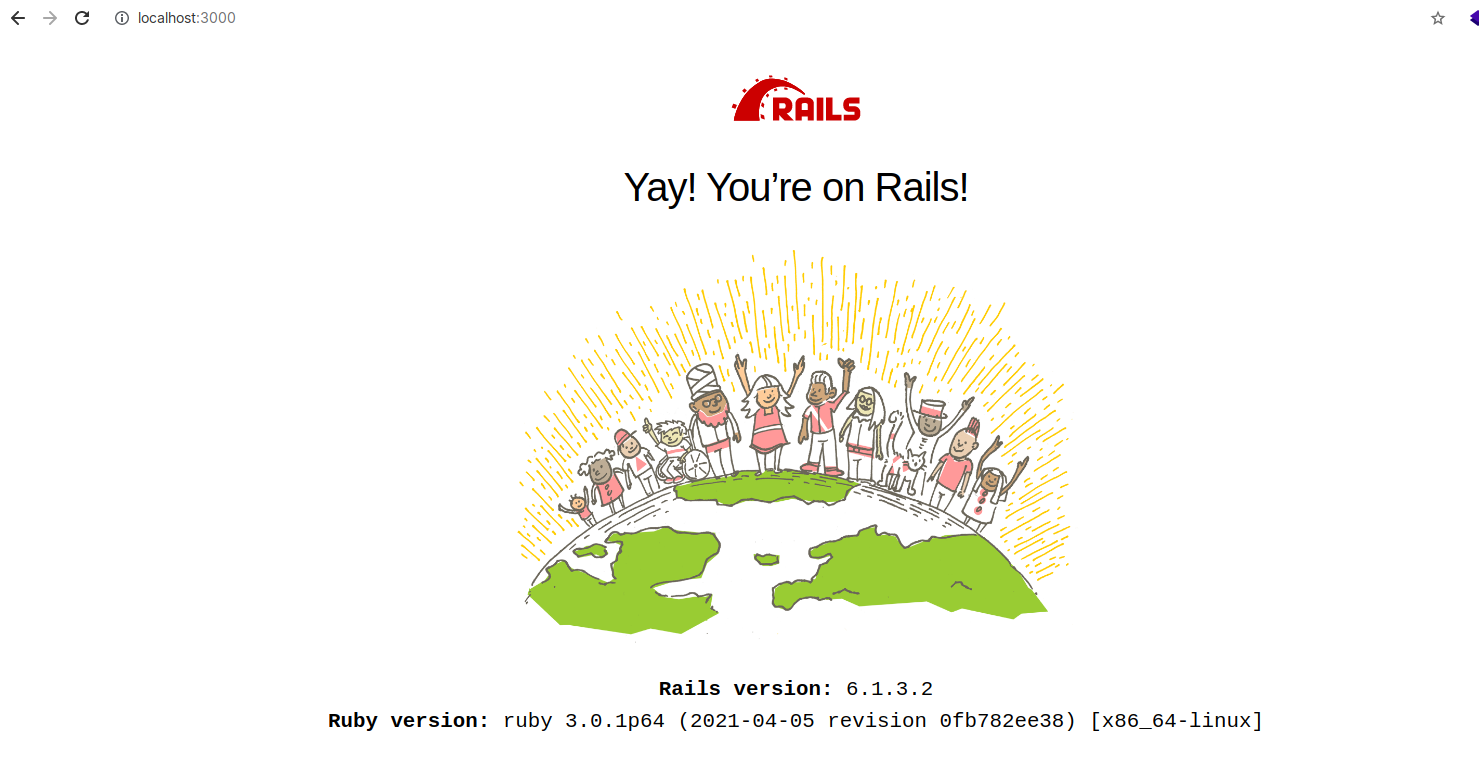 localhost:3000
RAILS
Yay! You’re on Rails!
Rails version: 6.1.3.2
Ruby version: ruby 3.0.1p64 (2021-04-05 revision 0fb782ee38) [x86_64-linux]